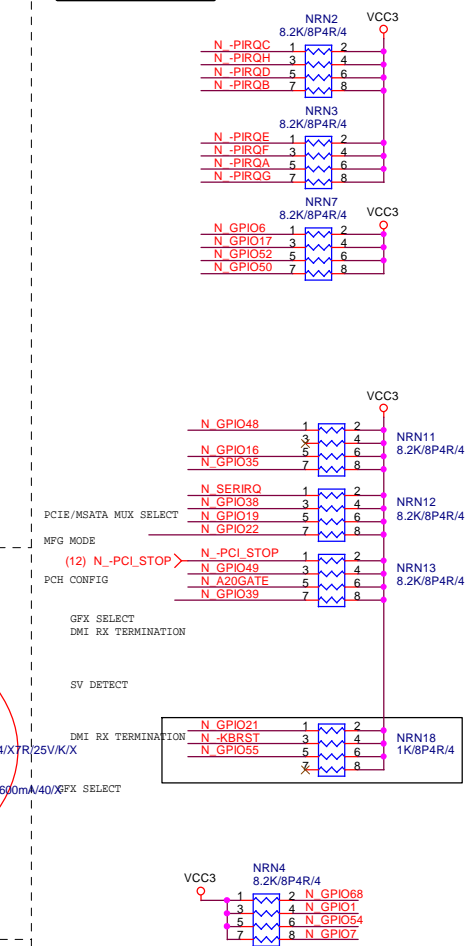 NRN2
8.2K/8P4R/4
VCC3
N_-PIRQC 1 2
N_-PIRQH 3 4
N_-PIRQD 5 6
N_-PIRQB 7 8
NRN3
8.2K/8P4R/4
N_-PIRQE 1 2
N_-PIRQF 3 4
N_-PIRQA 5 6
N_-PIRQG 7 8
NRN7
8.2K/8P4R/4
VCC3
N_GPIO6 1 2
N_GPIO17 3 4
N_GPIO52 5 6
N_GPIO50 7 8
VCC3
N_GPIO48 1 2
3 4
N_GPIO16 5 6
N_GPIO35 7 8
NRN11
8.2K/8P4R/4
N_SERIRQ 1 2
N_GPIO38 3 4
N_GPIO19 5 6
N_GPIO22 7 8
NRN12
8.2K/8P4R/4
PCIE/MSATA MUX SELECT
MFG MODE
(12) N_-PCI_STOP
N_-PCI_STOP 1 2
N_GPIO49 3 4
N_A20GATE 5 6
N_GPIO39 7 8
NRN13
8.2K/8P4R/4
PCH CONFIG
GFX SELECT
DMI RX TERMINATION
SV DETECT
DMI RX TERMINATION
N_GPIO21 1 2
N_-KBRST 3 4
N_GPIO55 5 6
7 8
NRN18
1K/8P4R/4
4/X7R/25V/K/X
600mA/40/X
GFX SELECT
NRN4
8.2K/8P4R/4
VCC3
1 2 N_GPIO68
3 4 N_GPIO1
5 6 N_GPIO54
7 8 N_GPIO7